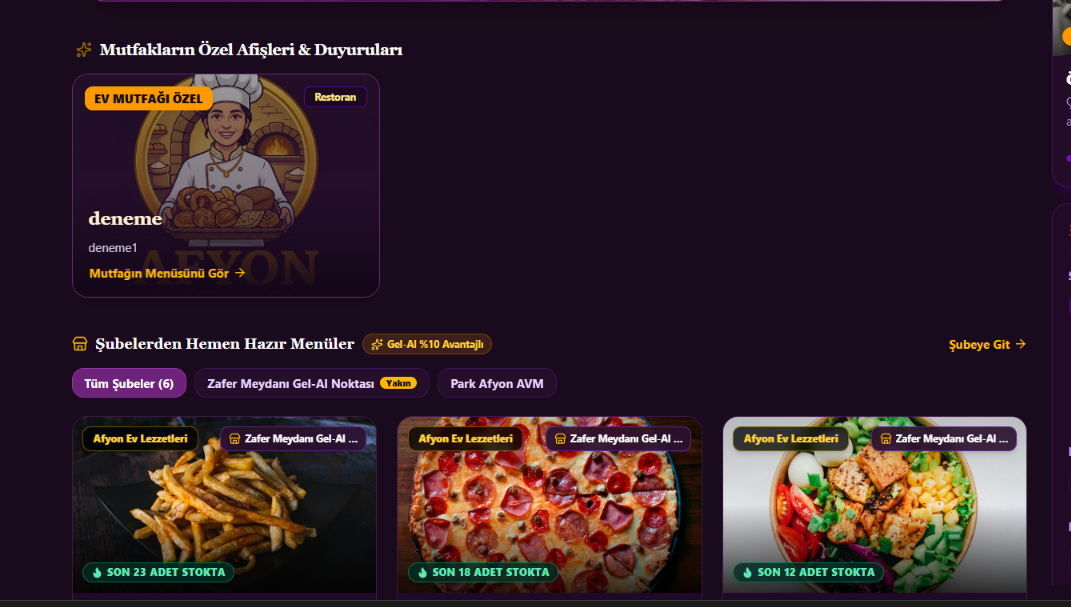 Mutfakların Özel Afişleri & Duyuruları
EV MUTFAĞI ÖZEL
Restoran
deneme
deneme1
AFYON
Mutfağın Menüsünü Gör →
Şubelerden Hemen Hazır Menüler
Gel-Al %10 Avantajlı
Şubeye Git →
Tüm Şubeler (6)
Zafer Meydanı Gel-Al Noktası
Yakın
Park Afyon AVM
Afyon Ev Lezzetleri
Zafer Meydanı Gel-Al ...
Afyon Ev Lezzetleri
Zafer Meydanı Gel-Al ...
Afyon Ev Lezzetleri
Zafer Meydanı Gel-Al ...
SON 23 ADET STOKTA
SON 18 ADET STOKTA
SON 12 ADET STOKTA